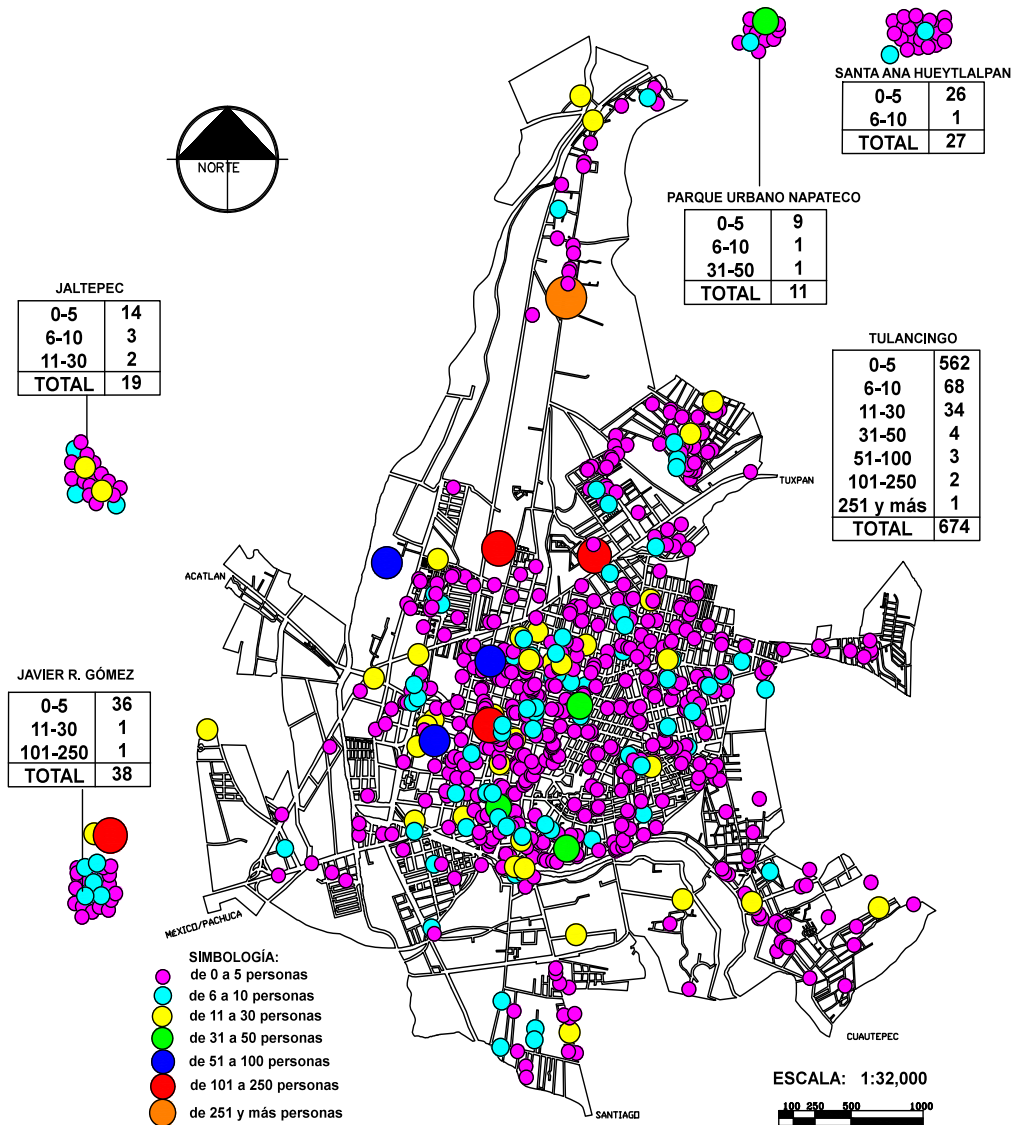 SANTA ANA HUEYTLALPAN
0-5 26
6-10 1
TOTAL 27
NORTE
PARQUE URBANO NAPATECO
0-5 9
6-10 1
31-50 1
TOTAL 11
JALTEPEC
0-5 14
6-10 3
11-30 2
TOTAL 19
TULANCINGO
0-5 562
6-10 68
11-30 34
31-50 4
51-100 3
101-250 2
251 y más 1
TOTAL 674
TUXPAN
ACATLAN
JAVIER R. GÓMEZ
0-5 36
11-30 1
101-250 1
TOTAL 38
MEXICO/PACHUCA
SIMBOLOGÍA:
de 0 a 5 personas
de 6 a 10 personas
de 11 a 30 personas
de 31 a 50 personas
de 51 a 100 personas
de 101 a 250 personas
de 251 y más personas
CUAUTEPEC
SANTIAGO
ESCALA: 1:32,000
100 250 500 1000